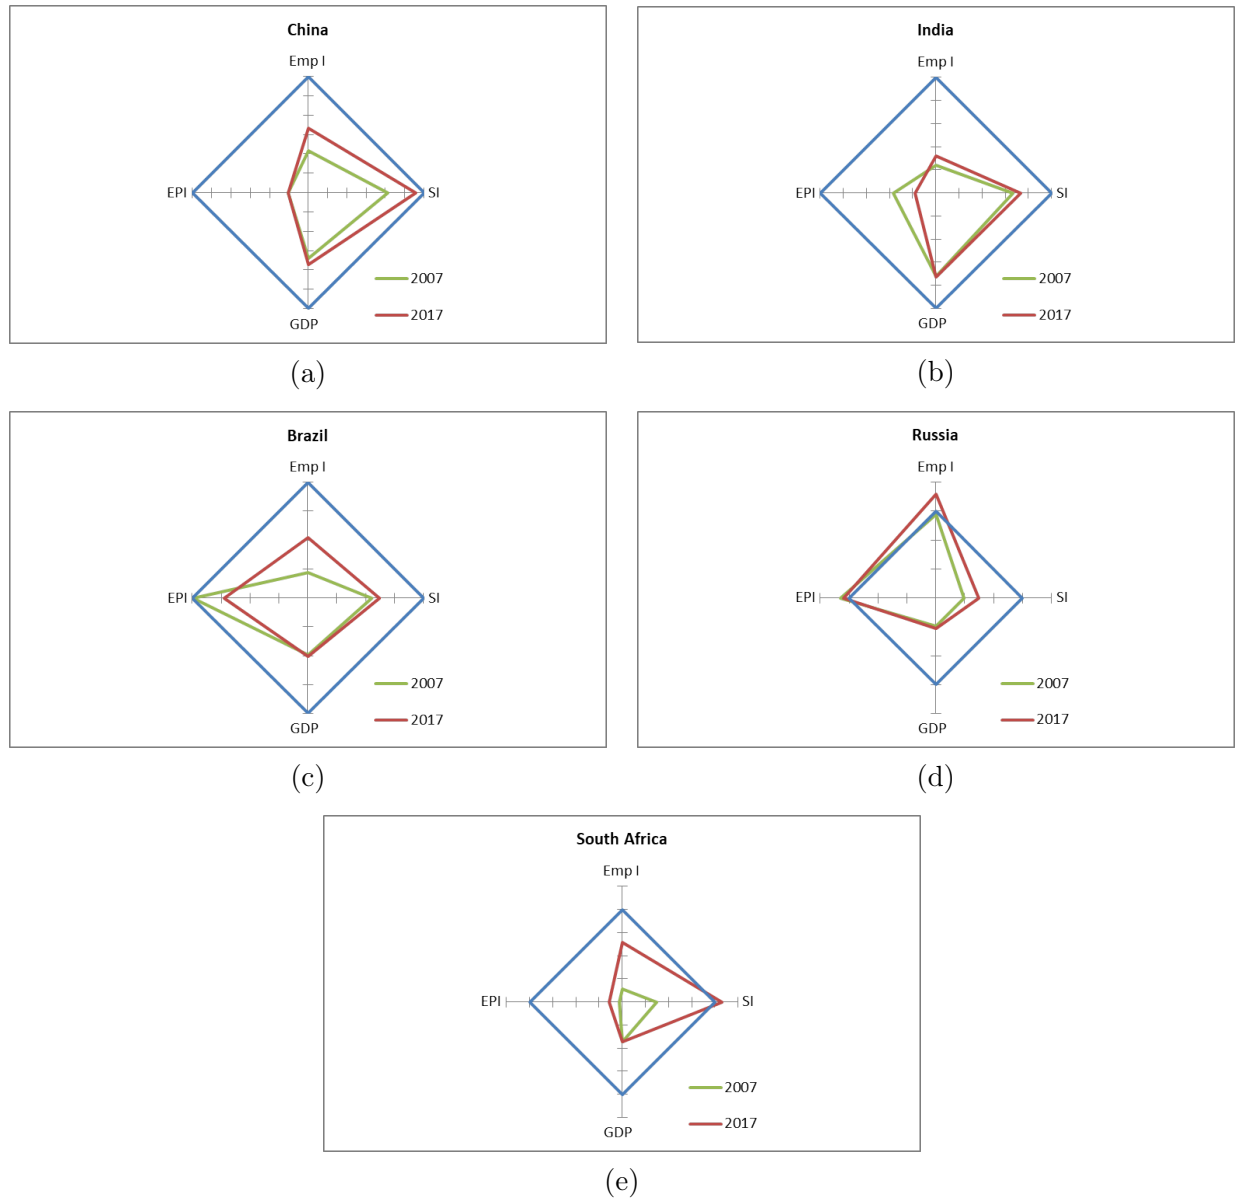 China
Emp I
EPI
SI
2007
2017
GDP
(a)
India
Emp I
EPI
SI
2007
2017
GDP
(b)
Brazil
Emp I
EPI
SI
2007
2017
GDP
(c)
Russia
Emp I
EPI
SI
2007
2017
GDP
(d)
South Africa
Emp I
EPI
SI
2007
2017
GDP
(e)